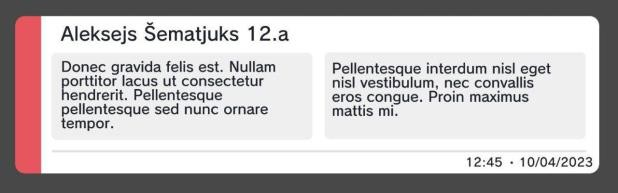 Aleksejs Šematjuks 12.a
Donec gravida felis est. Nullam
porttitor lacus ut consectetur
hendrerit. Pellentesque
pellentesque sed nunc ornare
tempor.
Pellentesque interdum nisl eget
nisl vestibulum, nec convallis
eros congue. Proin maximus
mattis mi.
12:45 · 10/04/2023